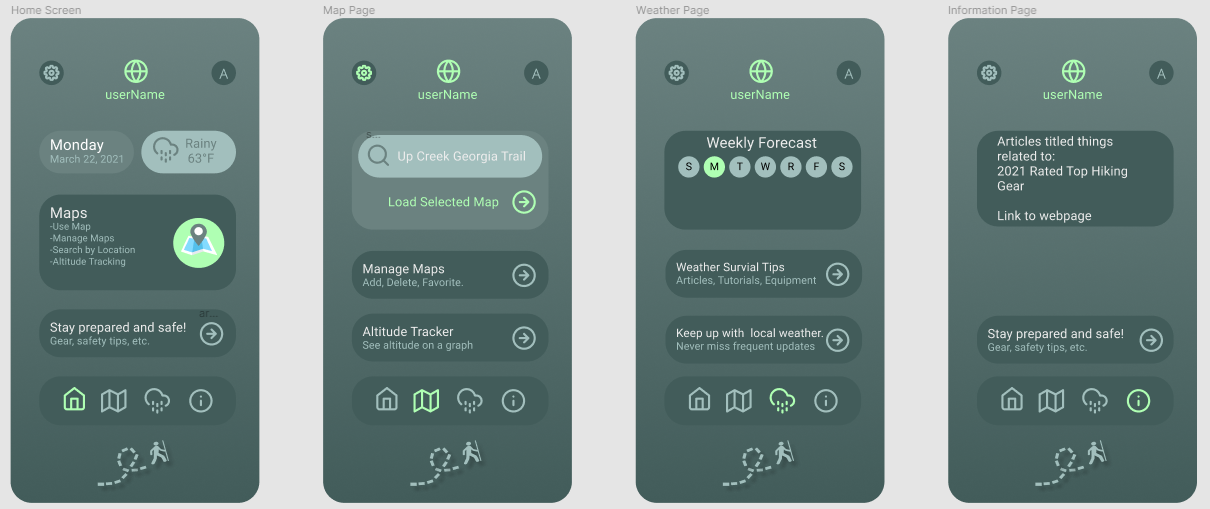 Home Screen
A
userName
Monday
March 22, 2021
Rainy
63°F
Maps
-Use Map
-Manage Maps
-Search by Location
-Altitude Tracking
ar...
Stay prepared and safe!
Gear, safety tips, etc.
Map Page
A
userName
s...
Up Creek Georgia Trail
Load Selected Map
Manage Maps
Add, Delete, Favorite.
Altitude Tracker
See altitude on a graph
Weather Page
A
userName
Weekly Forecast
S M T W R F S
Weather Survial Tips
Articles, Tutorials, Equipment
Keep up with local weather.
Never miss frequent updates
Information Page
A
userName
Articles titled things
related to:
2021 Rated Top Hiking
Gear
Link to webpage
Stay prepared and safe!
Gear, safety tips, etc.